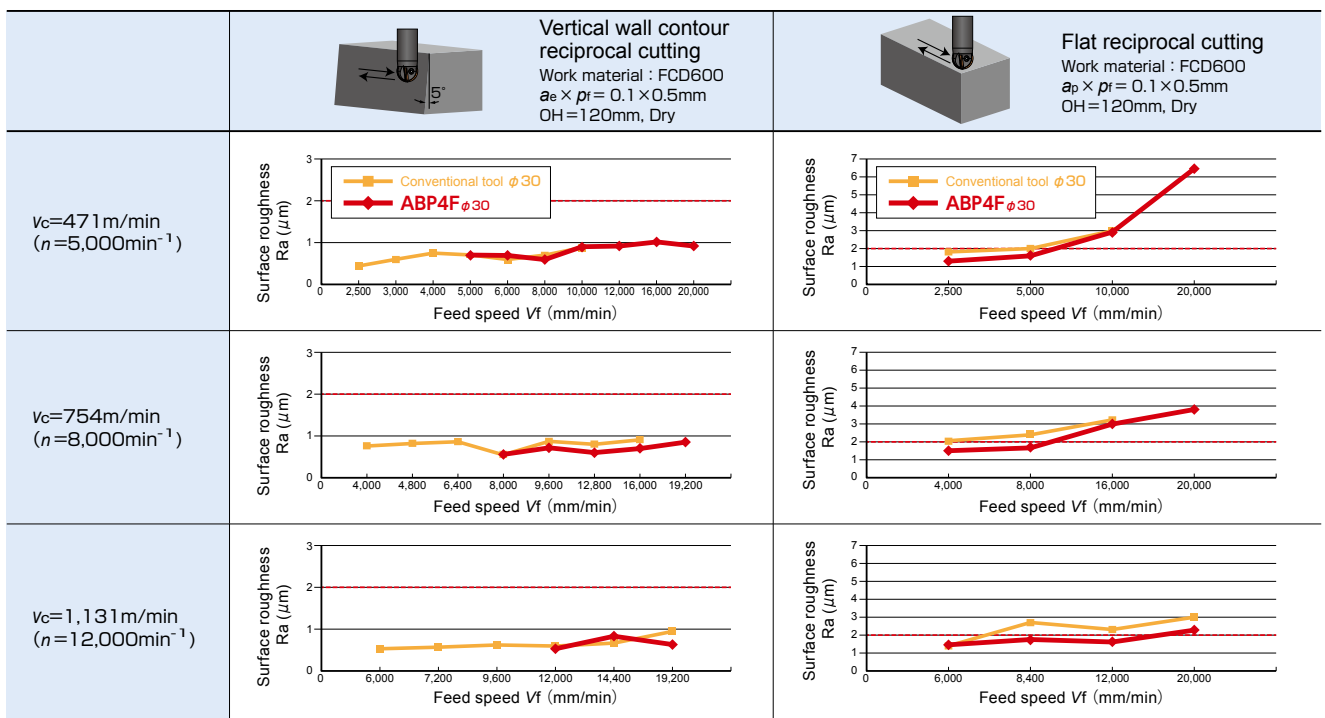 Vertical wall contour
reciprocal cutting
Work material : FCD600
ae × pf = 0.1×0.5mm
OH=120mm, Dry
5°
Flat reciprocal cutting
Work material : FCD600
ap × pf = 0.1×0.5mm
OH=120mm, Dry
vc=471m/min
(n=5,000min⁻¹)
Surface roughness
Ra (μm)
3
2
1
0
Conventional tool φ30
ABP4F φ30
0 2,500 3,000 4,000 5,000 6,000 8,000 10,000 12,000 16,000 20,000
Feed speed Vf (mm/min)
Surface roughness
Ra (μm)
7
6
5
4
3
2
1
0
Conventional tool φ30
ABP4F φ30
0 2,500 5,000 10,000 20,000
Feed speed Vf (mm/min)
vc=754m/min
(n=8,000min⁻¹)
Surface roughness
Ra (μm)
3
2
1
0
0 4,000 4,800 6,400 8,000 9,600 12,800 16,000 19,200
Feed speed Vf (mm/min)
Surface roughness
Ra (μm)
7
6
5
4
3
2
1
0
0 4,000 8,000 16,000 20,000
Feed speed Vf (mm/min)
vc=1,131m/min
(n=12,000min⁻¹)
Surface roughness
Ra (μm)
3
2
1
0
0 6,000 7,200 9,600 12,000 14,400 19,200
Feed speed Vf (mm/min)
Surface roughness
Ra (μm)
7
6
5
4
3
2
1
0
0 6,000 8,400 12,000 20,000
Feed speed Vf (mm/min)